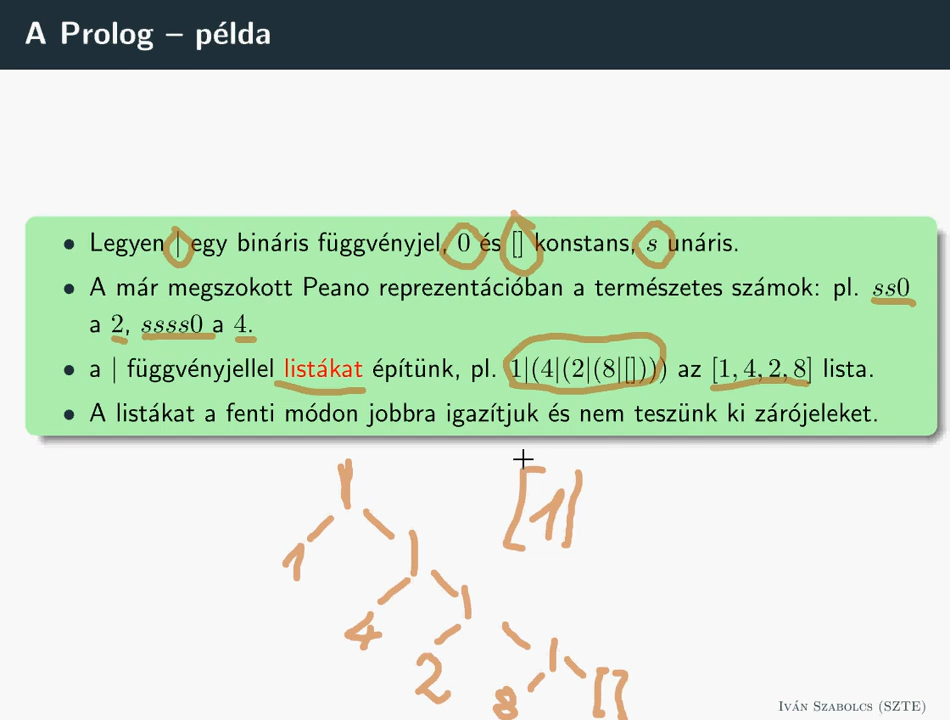 A Prolog – példa
• Legyen | egy bináris függvényjel, 0 és [] konstans, s unáris.
• A már megszokott Peano reprezentációban a természetes számok: pl. ss0
a 2, ssss0 a 4.
• a | függvényjellel listákat építünk, pl. 1|(4|(2|(8|[]))) az [1, 4, 2, 8] lista.
• A listákat a fenti módon jobbra igazítjuk és nem teszünk ki zárójeleket.
|
[1|
1 |
4 |
2 |
8 []
Iván Szabolcs (SZTE)